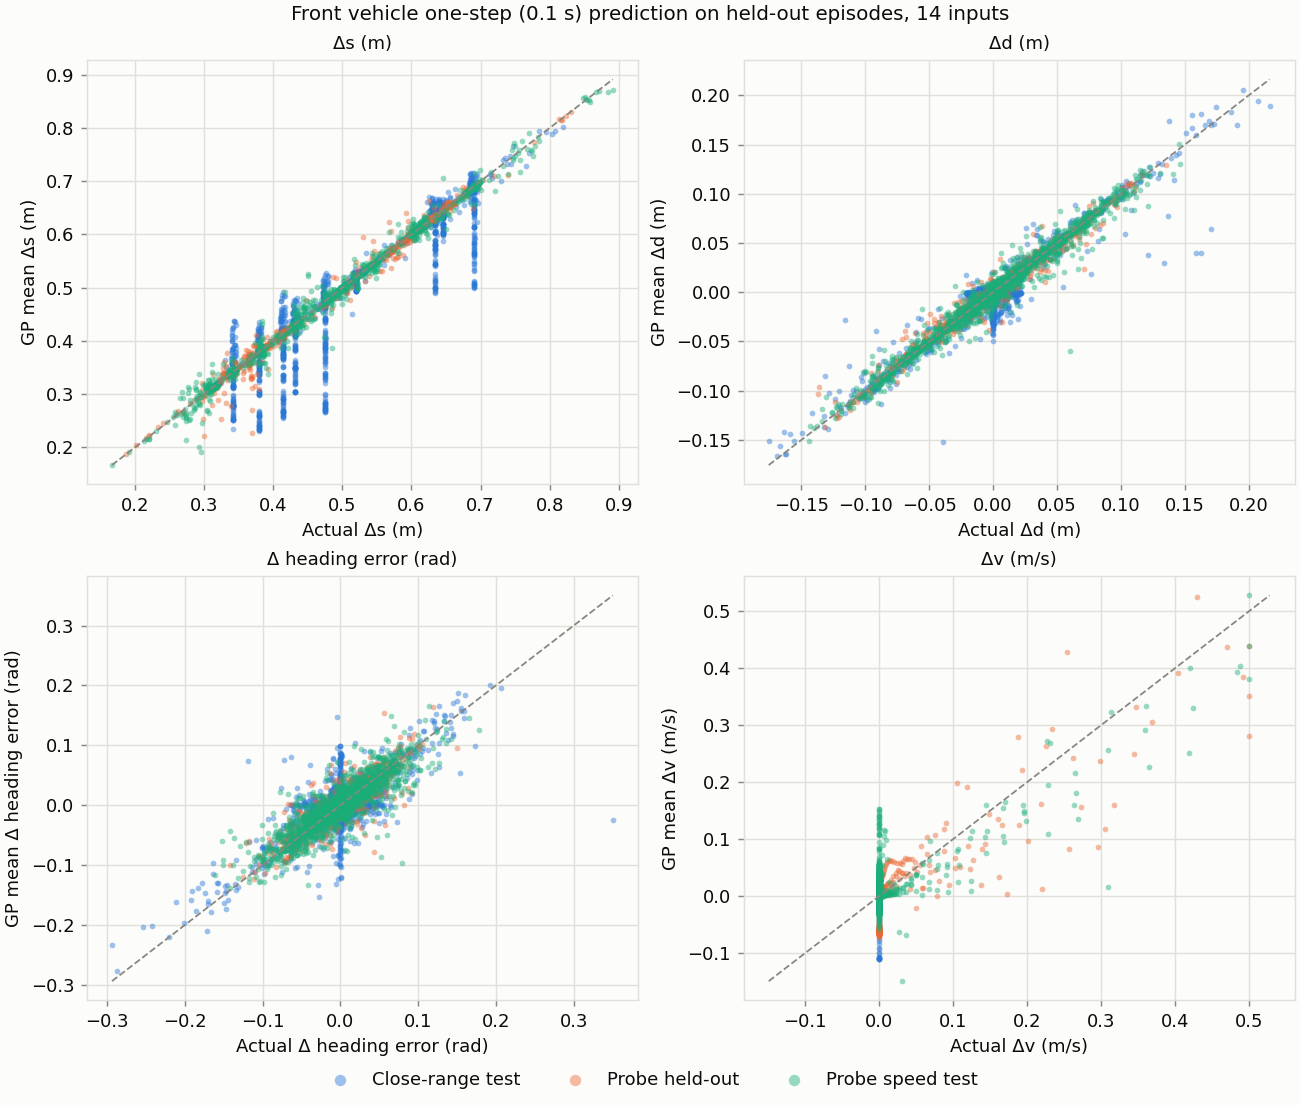 Front vehicle one-step (0.1 s) prediction on held-out episodes, 14 inputs
Δs (m)
0.9
0.8
0.7
0.6
0.5
0.4
0.3
0.2
GP mean Δs (m)
0.2 0.3 0.4 0.5 0.6 0.7 0.8 0.9
Actual Δs (m)
Δd (m)
0.20
0.15
0.10
0.05
0.00
−0.05
−0.10
−0.15
GP mean Δd (m)
−0.15 −0.10 −0.05 0.00 0.05 0.10 0.15 0.20
Actual Δd (m)
Δ heading error (rad)
0.3
0.2
0.1
0.0
−0.1
−0.2
−0.3
GP mean Δ heading error (rad)
−0.3 −0.2 −0.1 0.0 0.1 0.2 0.3
Actual Δ heading error (rad)
Δv (m/s)
0.5
0.4
0.3
0.2
0.1
0.0
−0.1
GP mean Δv (m/s)
−0.1 0.0 0.1 0.2 0.3 0.4 0.5
Actual Δv (m/s)
Close-range test Probe held-out Probe speed test